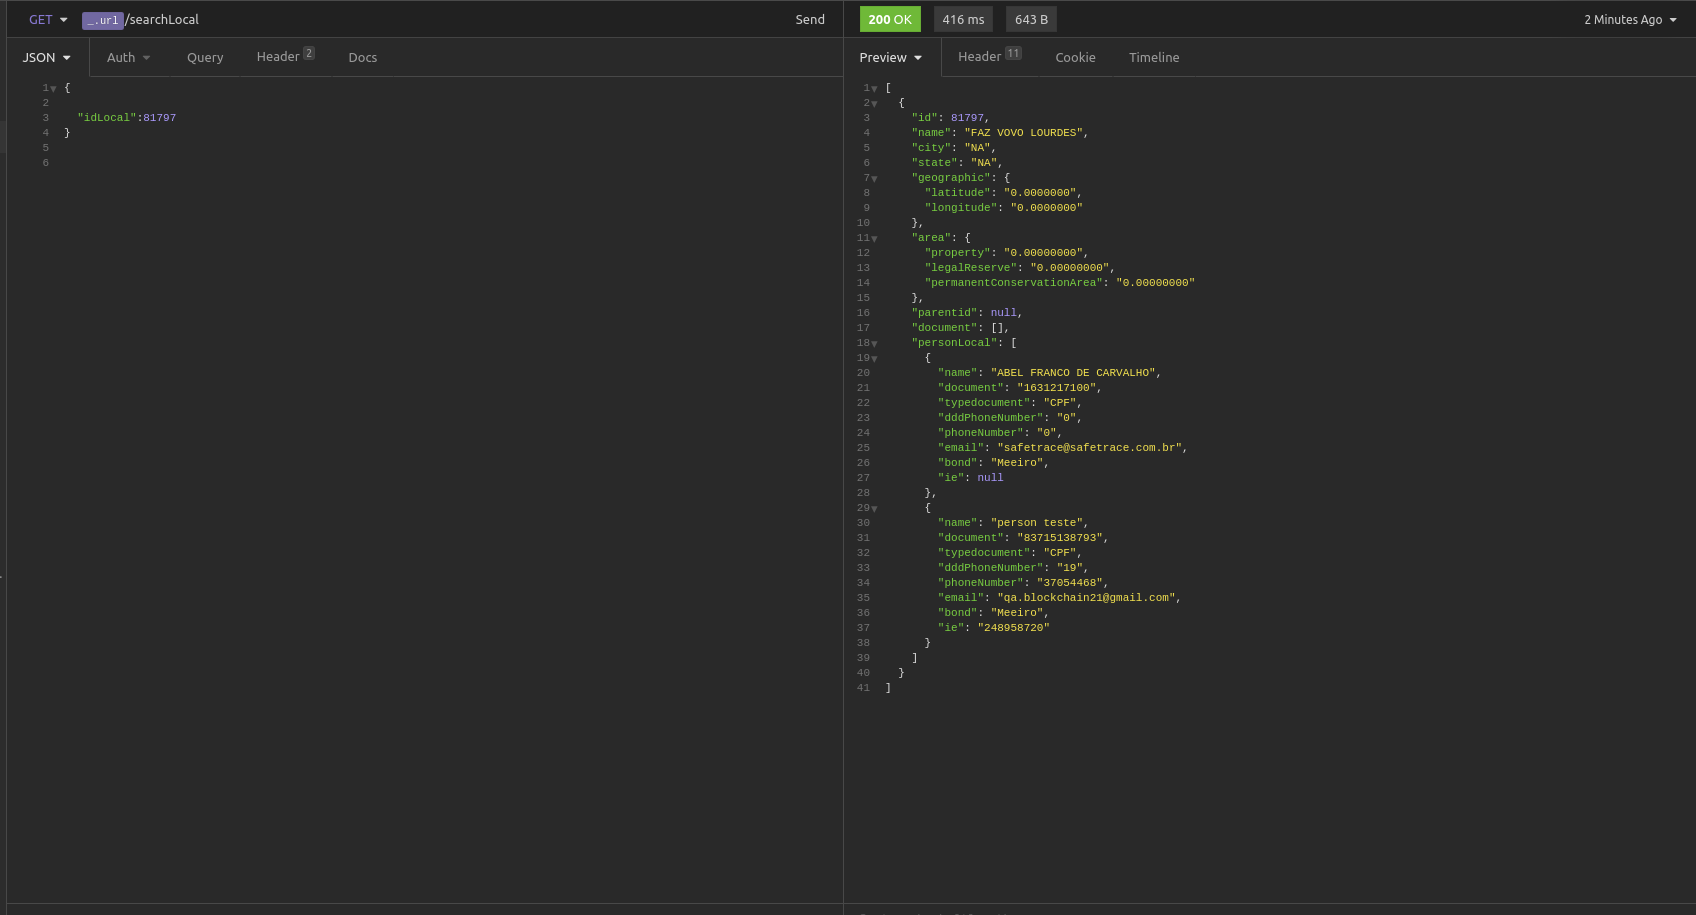 GET _.url/searchLocal Send
JSON Auth Query Header 2 Docs
1 {
2
3 "idLocal":81797
4 }
5
6
200 OK 416 ms 643 B 2 Minutes Ago
Preview Header 11 Cookie Timeline
1 [
2 {
3 "id": 81797,
4 "name": "FAZ VOVO LOURDES",
5 "city": "NA",
6 "state": "NA",
7 "geographic": {
8 "latitude": "0.0000000",
9 "longitude": "0.0000000"
10 },
11 "area": {
12 "property": "0.00000000",
13 "legalReserve": "0.00000000",
14 "permanentConservationArea": "0.00000000"
15 },
16 "parentid": null,
17 "document": [],
18 "personLocal": [
19 {
20 "name": "ABEL FRANCO DE CARVALHO",
21 "document": "1631217100",
22 "typedocument": "CPF",
23 "dddPhoneNumber": "0",
24 "phoneNumber": "0",
25 "email": "safetrace@safetrace.com.br",
26 "bond": "Meeiro",
27 "ie": null
28 },
29 {
30 "name": "person teste",
31 "document": "83715138793",
32 "typedocument": "CPF",
33 "dddPhoneNumber": "19",
34 "phoneNumber": "37054468",
35 "email": "qa.blockchain21@gmail.com",
36 "bond": "Meeiro",
37 "ie": "248958720"
38 }
39 ]
40 }
41 ]